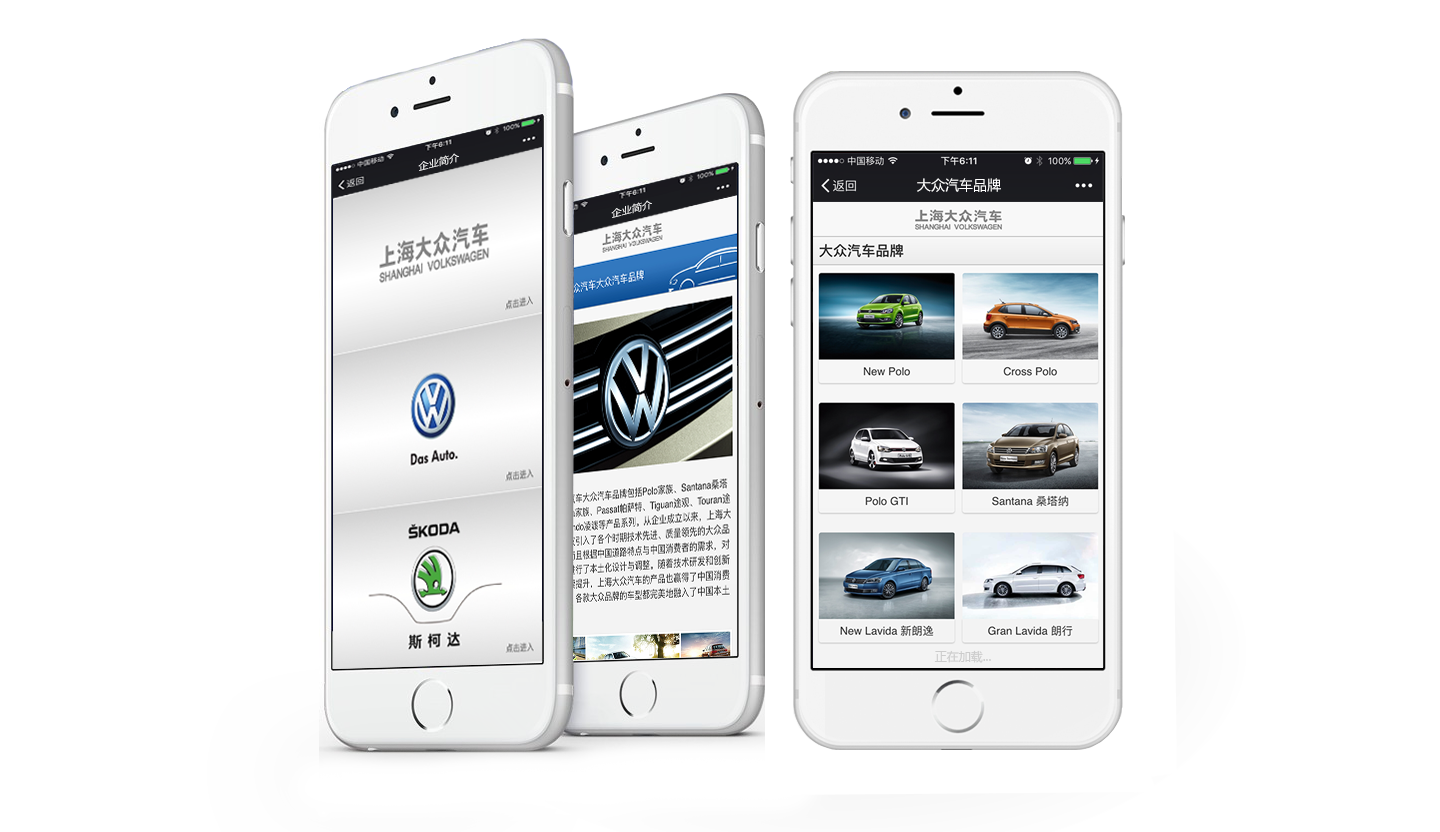 中国移动
下午6:11
100%
返回
企业简介
上海大众汽车
SHANGHAI VOLKSWAGEN
点击进入
Das Auto.
点击进入
ŠKODA
斯柯达
点击进入
下午6:11
100%
企业简介
上海大众汽车
SHANGHAI VOLKSWAGEN
汽车大众汽车品牌
车大众汽车品牌包括Polo家族、Santana桑塔
家族、Passat帕萨特、Tiguan途观、Touran途
ndo凌渡等产品系列。从企业成立以来，上海大
引入了各个时期技术先进、质量领先的大众品
且根据中国道路特点与中国消费者的需求，对
行了本土化设计与调整。随着技术研发和创新
提升，上海大众汽车的产品也赢得了中国消费
各款大众品牌的车型都完美地融入了中国本土
中国移动
下午6:11
100%
返回
大众汽车品牌
上海大众汽车
SHANGHAI VOLKSWAGEN
大众汽车品牌
New Polo
Cross Polo
Polo GTI
Santana 桑塔纳
New Lavida 新朗逸
Gran Lavida 朗行
正在加载...